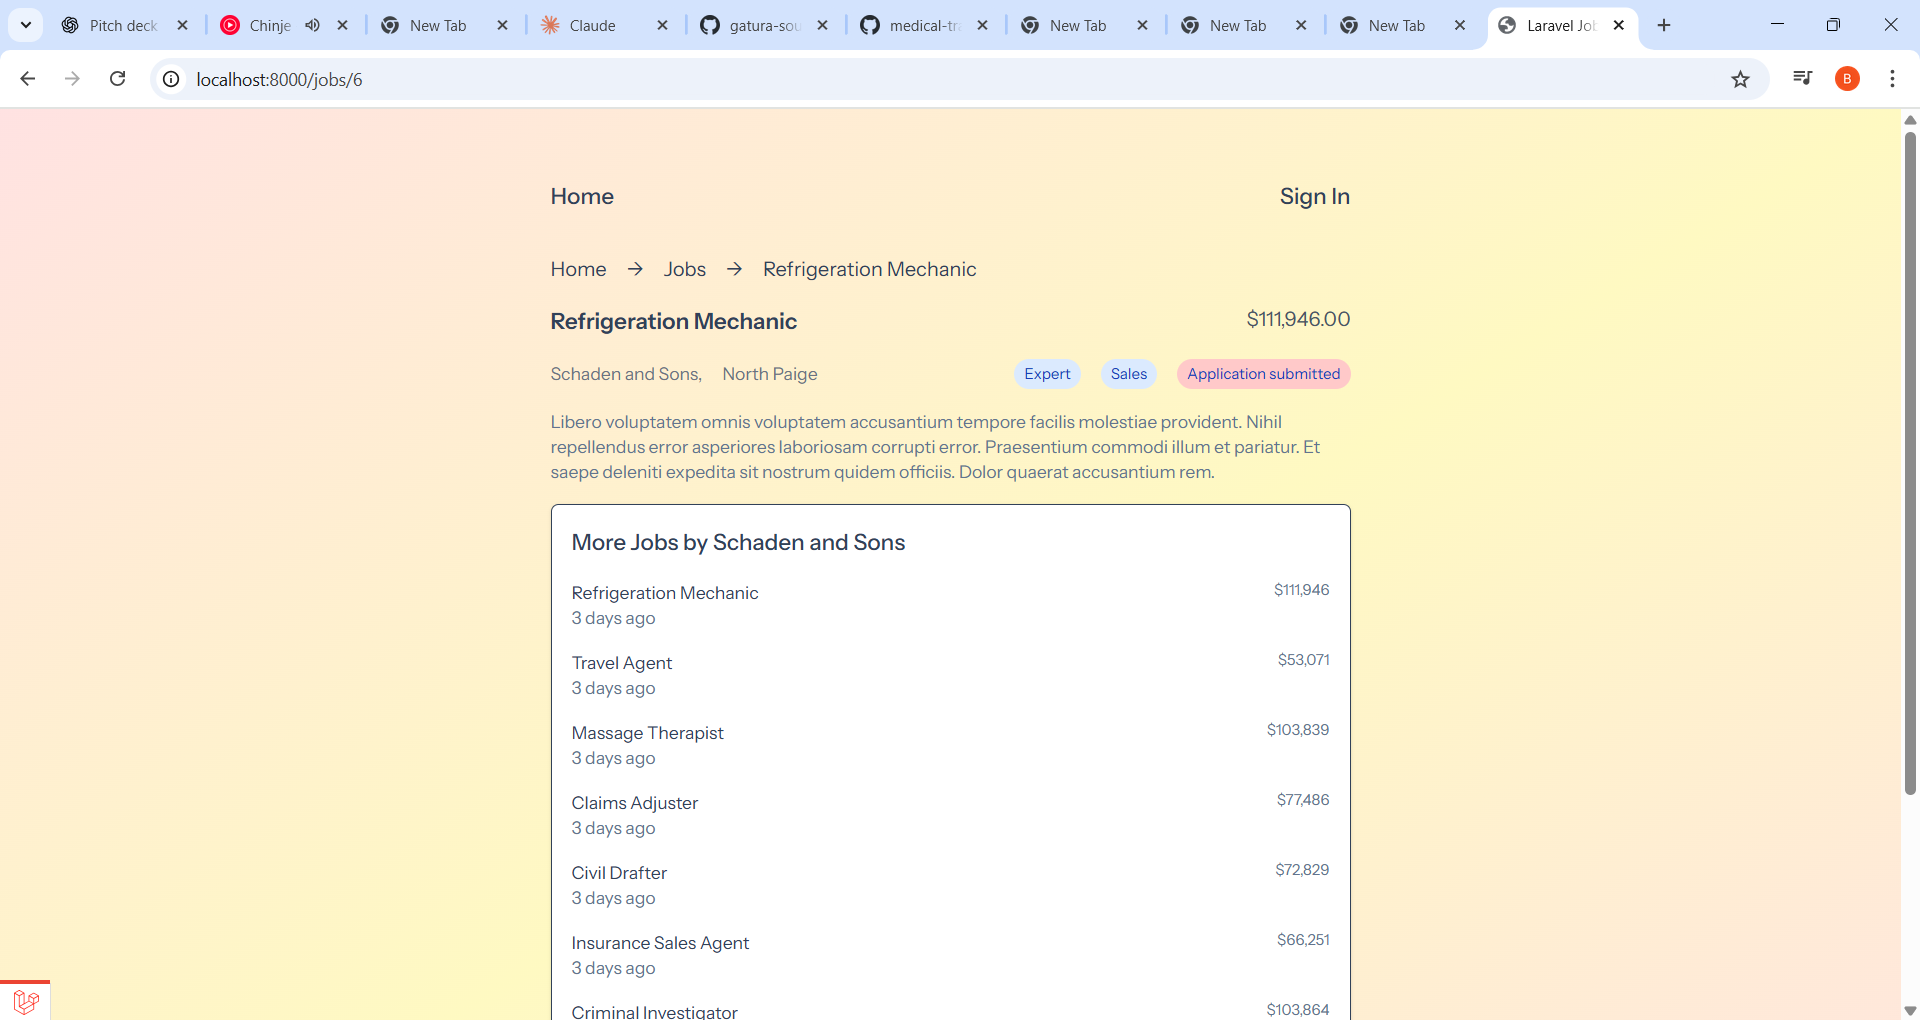 Pitch deck
Chinje
New Tab
Claude
gatura-sou
medical-tra
New Tab
New Tab
New Tab
Laravel Job
localhost:8000/jobs/6
B
Home
Sign In
Home → Jobs → Refrigeration Mechanic
Refrigeration Mechanic
$111,946.00
Schaden and Sons, North Paige
Expert
Sales
Application submitted
Libero voluptatem omnis voluptatem accusantium tempore facilis molestiae provident. Nihil
repellendus error asperiores laboriosam corrupti error. Praesentium commodi illum et pariatur. Et
saepe deleniti expedita sit nostrum quidem officiis. Dolor quaerat accusantium rem.
More Jobs by Schaden and Sons
Refrigeration Mechanic
$111,946
3 days ago
Travel Agent
$53,071
3 days ago
Massage Therapist
$103,839
3 days ago
Claims Adjuster
$77,486
3 days ago
Civil Drafter
$72,829
3 days ago
Insurance Sales Agent
$66,251
3 days ago
Criminal Investigator
$103,864